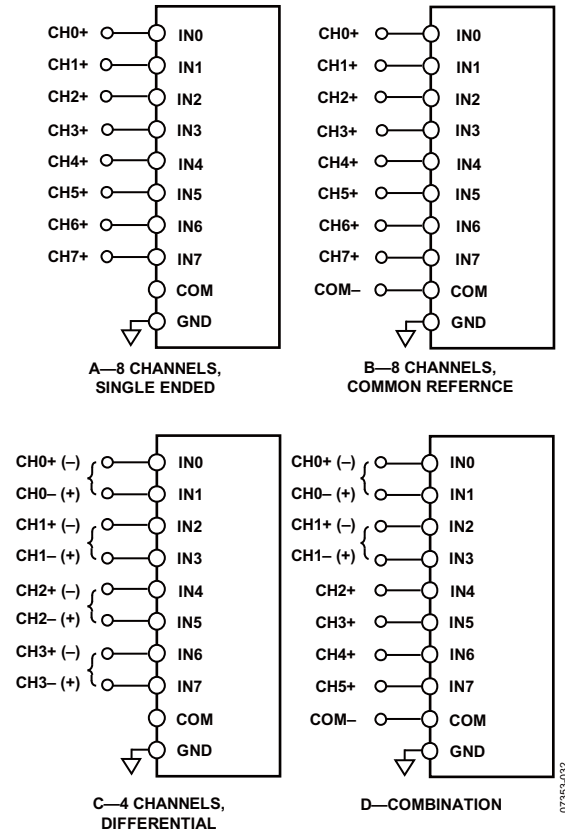 CH0+ IN0 CH0+ IN0
CH1+ IN1 CH1+ IN1
CH2+ IN2 CH2+ IN2
CH3+ IN3 CH3+ IN3
CH4+ IN4 CH4+ IN4
CH5+ IN5 CH5+ IN5
CH6+ IN6 CH6+ IN6
CH7+ IN7 CH7+ IN7
COM COM– COM
GND GND
A—8 CHANNELS,
SINGLE ENDED
B—8 CHANNELS,
COMMON REFERNCE
CH0+ (–) IN0 CH0+ (–) IN0
CH0– (+) IN1 CH0– (+) IN1
CH1+ (–) IN2 CH1+ (–) IN2
CH1– (+) IN3 CH1– (+) IN3
CH2+ (–) IN4 CH2+ IN4
CH2– (+) IN5 CH3+ IN5
CH3+ (–) IN6 CH4+ IN6
CH3– (+) IN7 CH5+ IN7
COM COM– COM
GND GND
C—4 CHANNELS,
DIFFERENTIAL
D—COMBINATION
07353-032